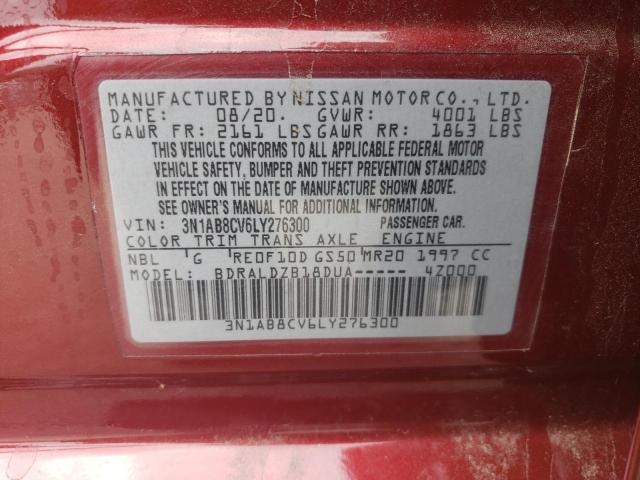 MANUFACTURED BY NISSAN MOTOR CO., LTD.
DATE: 08/20. GVWR: 4001 LBS
GAWR FR: 2161 LBS GAWR RR: 1863 LBS
THIS VEHICLE CONFORMS TO ALL APPLICABLE FEDERAL MOTOR
VEHICLE SAFETY, BUMPER AND THEFT PREVENTION STANDARDS
IN EFFECT ON THE DATE OF MANUFACTURE SHOWN ABOVE.
SEE OWNER'S MANUAL FOR ADDITIONAL INFORMATION.
VIN: 3N1AB8CV6LY276300 PASSENGER CAR.
COLOR TRIM TRANS AXLE ENGINE
NBL G RE0F10D GS50 MR20 1997 CC
MODEL: BDRALDZB18DUA----- 4Z000
3N1AB8CV6LY276300